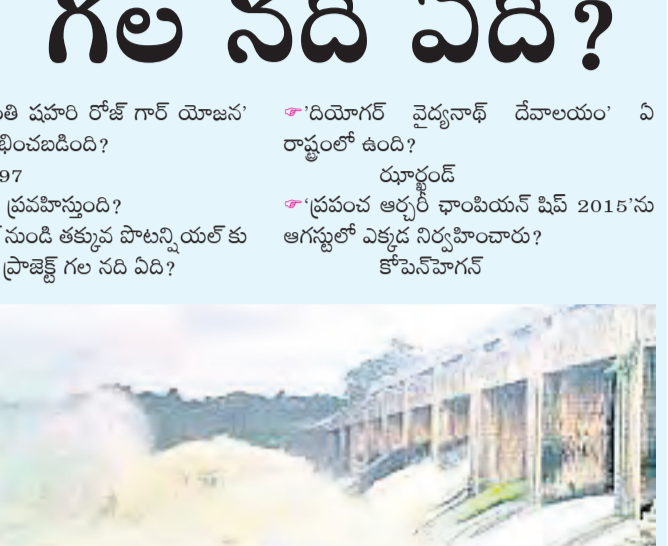 గల నది ఏది?
తి షహరి రోజ్ గార్ యోజన'
భించబడింది?
97
ప్రవహిస్తుంది?
నుండి తక్కువ పొటన్షియల్ కు
ప్రాజెక్ట్ గల నది ఏది?
☞'దియోగర్ వైద్యనాథ్ దేవాలయం' ఏ
రాష్ట్రంలో ఉంది?
ఝార్ఖండ్
☞'ప్రపంచ ఆర్చరీ ఛాంపియన్ షిప్ 2015'ను
ఆగస్టులో ఎక్కడ నిర్వహించారు?
కోపెన్‌హెగన్